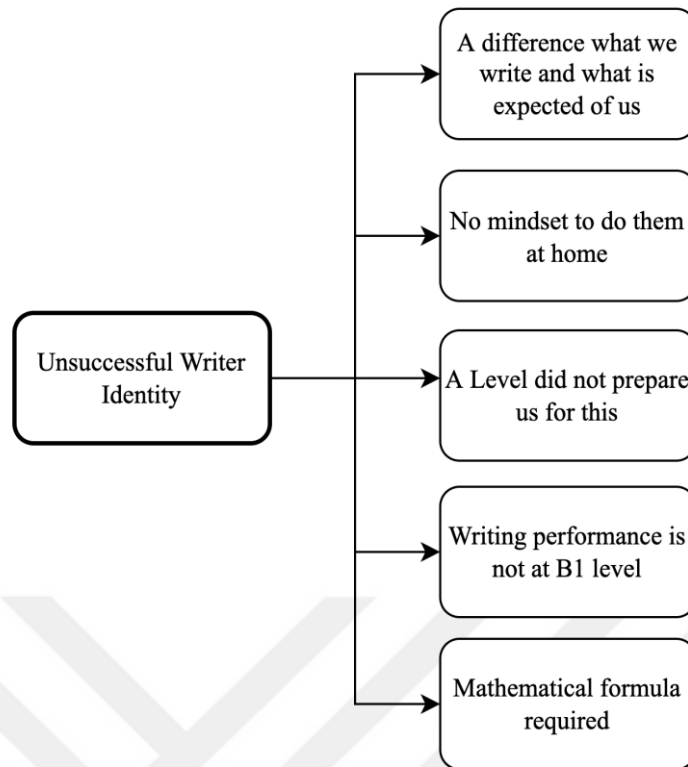 A difference what we
write and what is
expected of us
No mindset to do them
at home
Unsuccessful Writer
Identity
A Level did not prepare
us for this
Writing performance is
not at B1 level
Mathematical formula
required